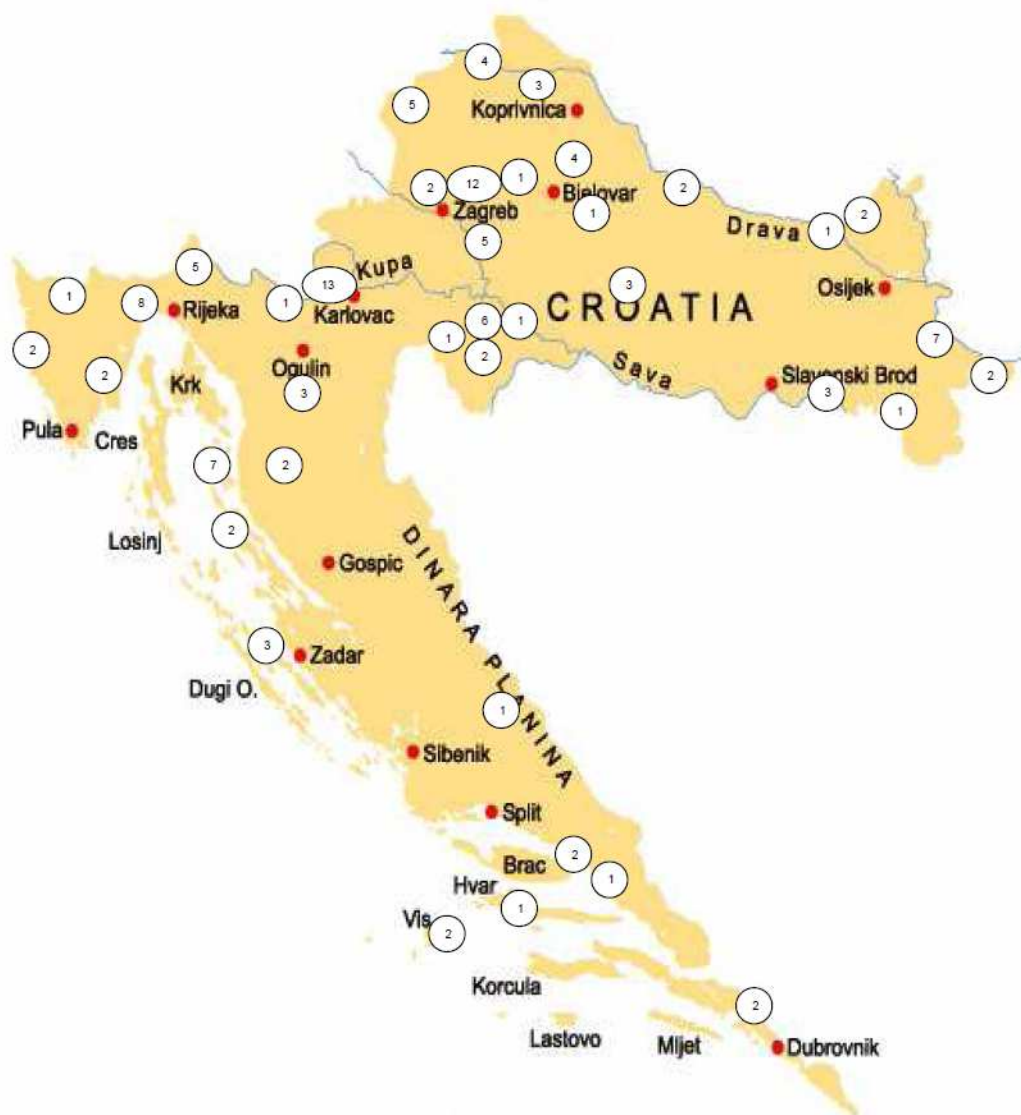 4
3
5
Koprivnica
4
2
12
1
Bjelovar
2
Zagreb
1
2
Drava
1
5
5
Kupa
13
3
1
8
1
Rijeka
Karlovac
CROATIA
Osijek
6
1
1
7
2
2
2
Ogulin
Krk
3
Sava
Slavonski Brod
3
2
1
Pula
Cres
7
2
2
Losinj
DINARA PLANINA
Gospic
3
Zadar
Dugi O.
1
Sibenik
Split
2
Brac
1
Hvar
1
Vis
2
Korcula
2
Lastovo
Mljet
Dubrovnik